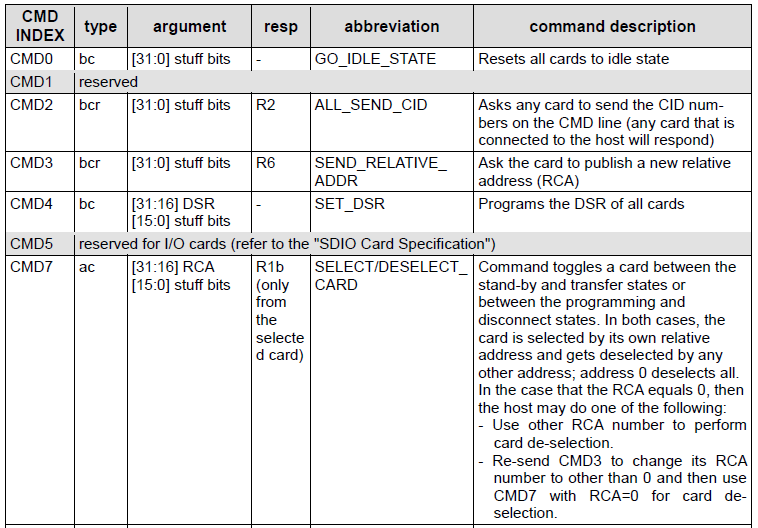 CMD INDEX type argument resp abbreviation command description
CMD0 bc [31:0] stuff bits - GO_IDLE_STATE Resets all cards to idle state
CMD1 reserved
CMD2 bcr [31:0] stuff bits R2 ALL_SEND_CID Asks any card to send the CID num-
bers on the CMD line (any card that is
connected to the host will respond)
CMD3 bcr [31:0] stuff bits R6 SEND_RELATIVE_ Ask the card to publish a new relative
ADDR address (RCA)
CMD4 bc [31:16] DSR - SET_DSR Programs the DSR of all cards
[15:0] stuff bits
CMD5 reserved for I/O cards (refer to the "SDIO Card Specification")
CMD7 ac [31:16] RCA R1b SELECT/DESELECT_ Command toggles a card between the
[15:0] stuff bits (only CARD stand-by and transfer states or
from between the programming and
the disconnect states. In both cases, the
selecte card is selected by its own relative
d card) address and gets deselected by any
other address; address 0 deselects all.
In the case that the RCA equals 0, then
the host may do one of the following:
- Use other RCA number to perform
card de-selection.
- Re-send CMD3 to change its RCA
number to other than 0 and then use
CMD7 with RCA=0 for card de-
selection.